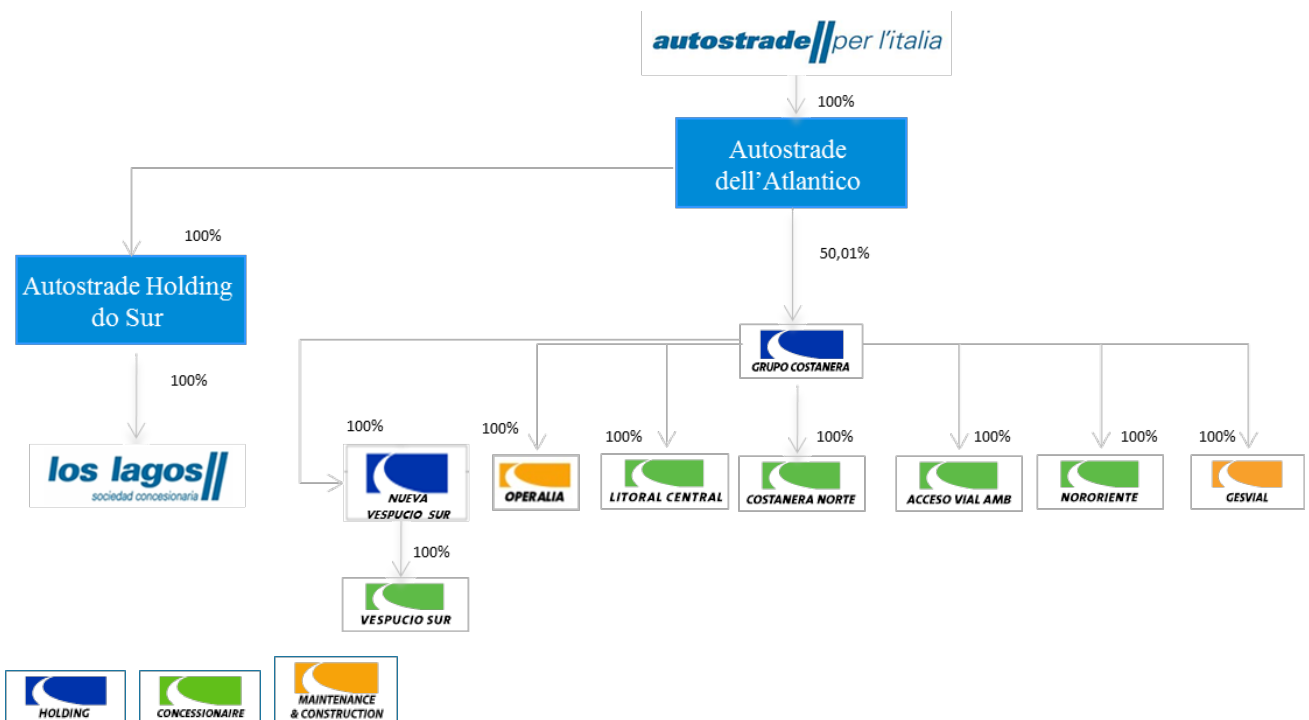 autostrade//per l'italia
100%
Autostrade
dell'Atlantico
100%
50,01%
Autostrade Holding
do Sur
100%
GRUPO COSTANERA
los lagos//
sociedad concesionaria
100%
NUEVA
VESPUCIO SUR
100%
OPERALIA
100%
LITORAL CENTRAL
100%
COSTANERA NORTE
100%
ACCESO VIAL AMB
100%
NORORIENTE
100%
GESVIAL
100%
VESPUCIO SUR
HOLDING
CONCESSIONAIRE
MAINTENANCE
& CONSTRUCTION